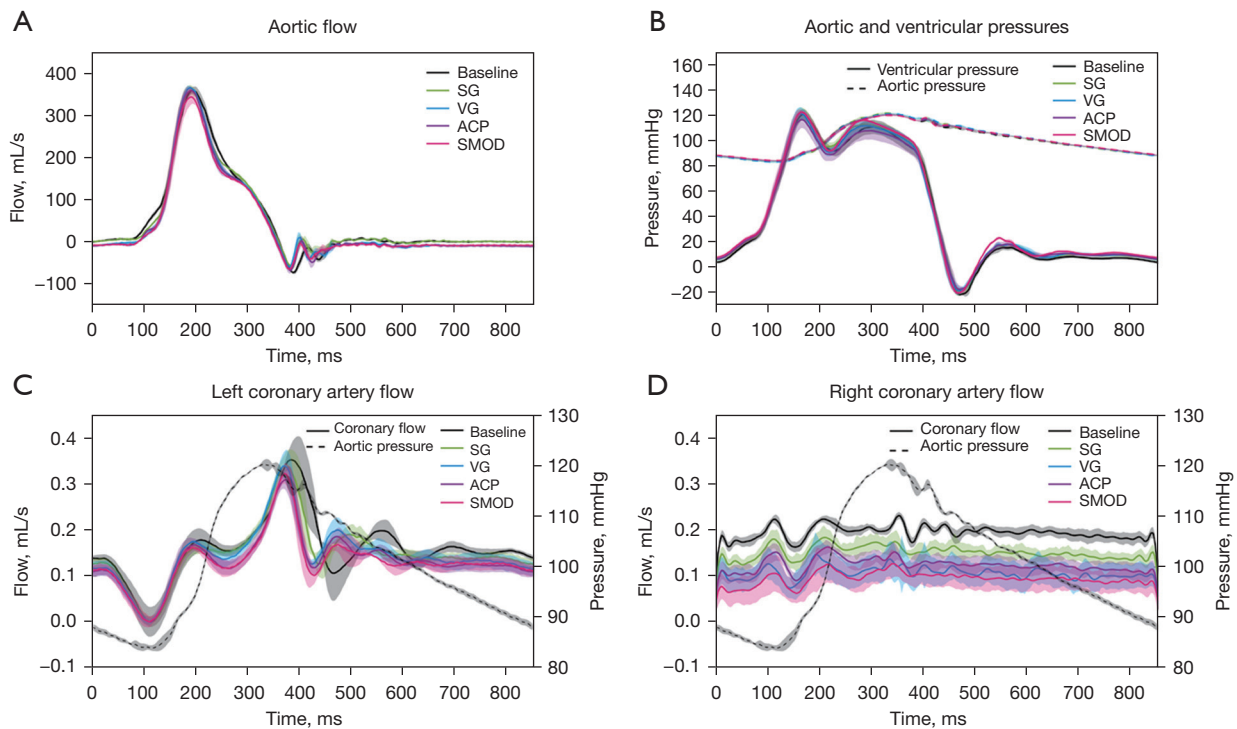 A
Aortic flow
Flow, mL/s
400
300
200
100
0
−100
Baseline
SG
VG
ACP
SMOD
0 100 200 300 400 500 600 700 800
Time, ms
B
Aortic and ventricular pressures
Pressure, mmHg
160
140
120
100
80
60
40
20
0
−20
Ventricular pressure
Aortic pressure
Baseline
SG
VG
ACP
SMOD
0 100 200 300 400 500 600 700 800
Time, ms
C
Left coronary artery flow
Flow, mL/s
0.4
0.3
0.2
0.1
0.0
−0.1
Coronary flow
Aortic pressure
Baseline
SG
VG
ACP
SMOD
130
120
110
100
90
80
Pressure, mmHg
0 100 200 300 400 500 600 700 800
Time, ms
D
Right coronary artery flow
Flow, mL/s
0.4
0.3
0.2
0.1
0.0
−0.1
Coronary flow
Aortic pressure
Baseline
SG
VG
ACP
SMOD
130
120
110
100
90
80
Pressure, mmHg
0 100 200 300 400 500 600 700 800
Time, ms